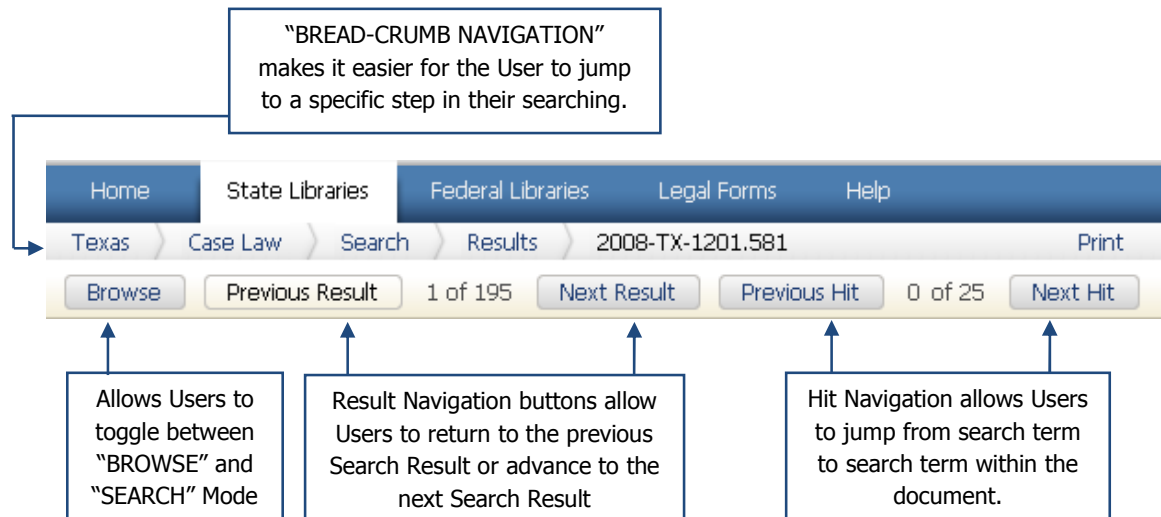 “BREAD-CRUMB NAVIGATION”
makes it easier for the User to jump
to a specific step in their searching.
Home State Libraries Federal Libraries Legal Forms Help
Texas Case Law Search Results 2008-TX-1201.581 Print
Browse Previous Result 1 of 195 Next Result Previous Hit 0 of 25 Next Hit
Allows Users to
toggle between
“BROWSE” and
“SEARCH” Mode
Result Navigation buttons allow
Users to return to the previous
Search Result or advance to the
next Search Result
Hit Navigation allows Users
to jump from search term
to search term within the
document.